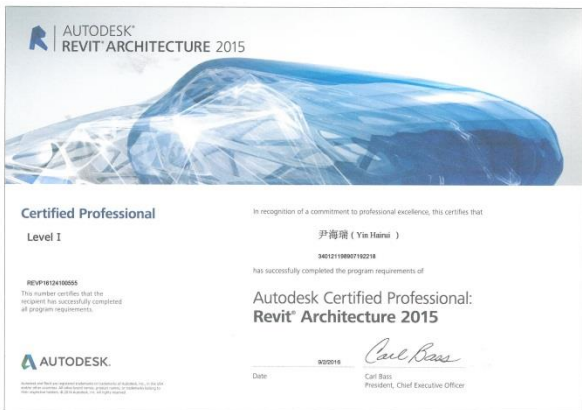 AUTODESK®
REVIT® ARCHITECTURE 2015
Certified Professional
Level I
REVP16124100555
This number certifies that the
recipient has successfully completed
all program requirements.
AUTODESK.
In recognition of a commitment to professional excellence, this certifies that
尹海瑞 ( Yin Hairui )
has successfully completed the program requirements of
Autodesk Certified Professional:
Revit® Architecture 2015
9/2/2016
Date
Carl Bass
Carl Bass
President, Chief Executive Officer